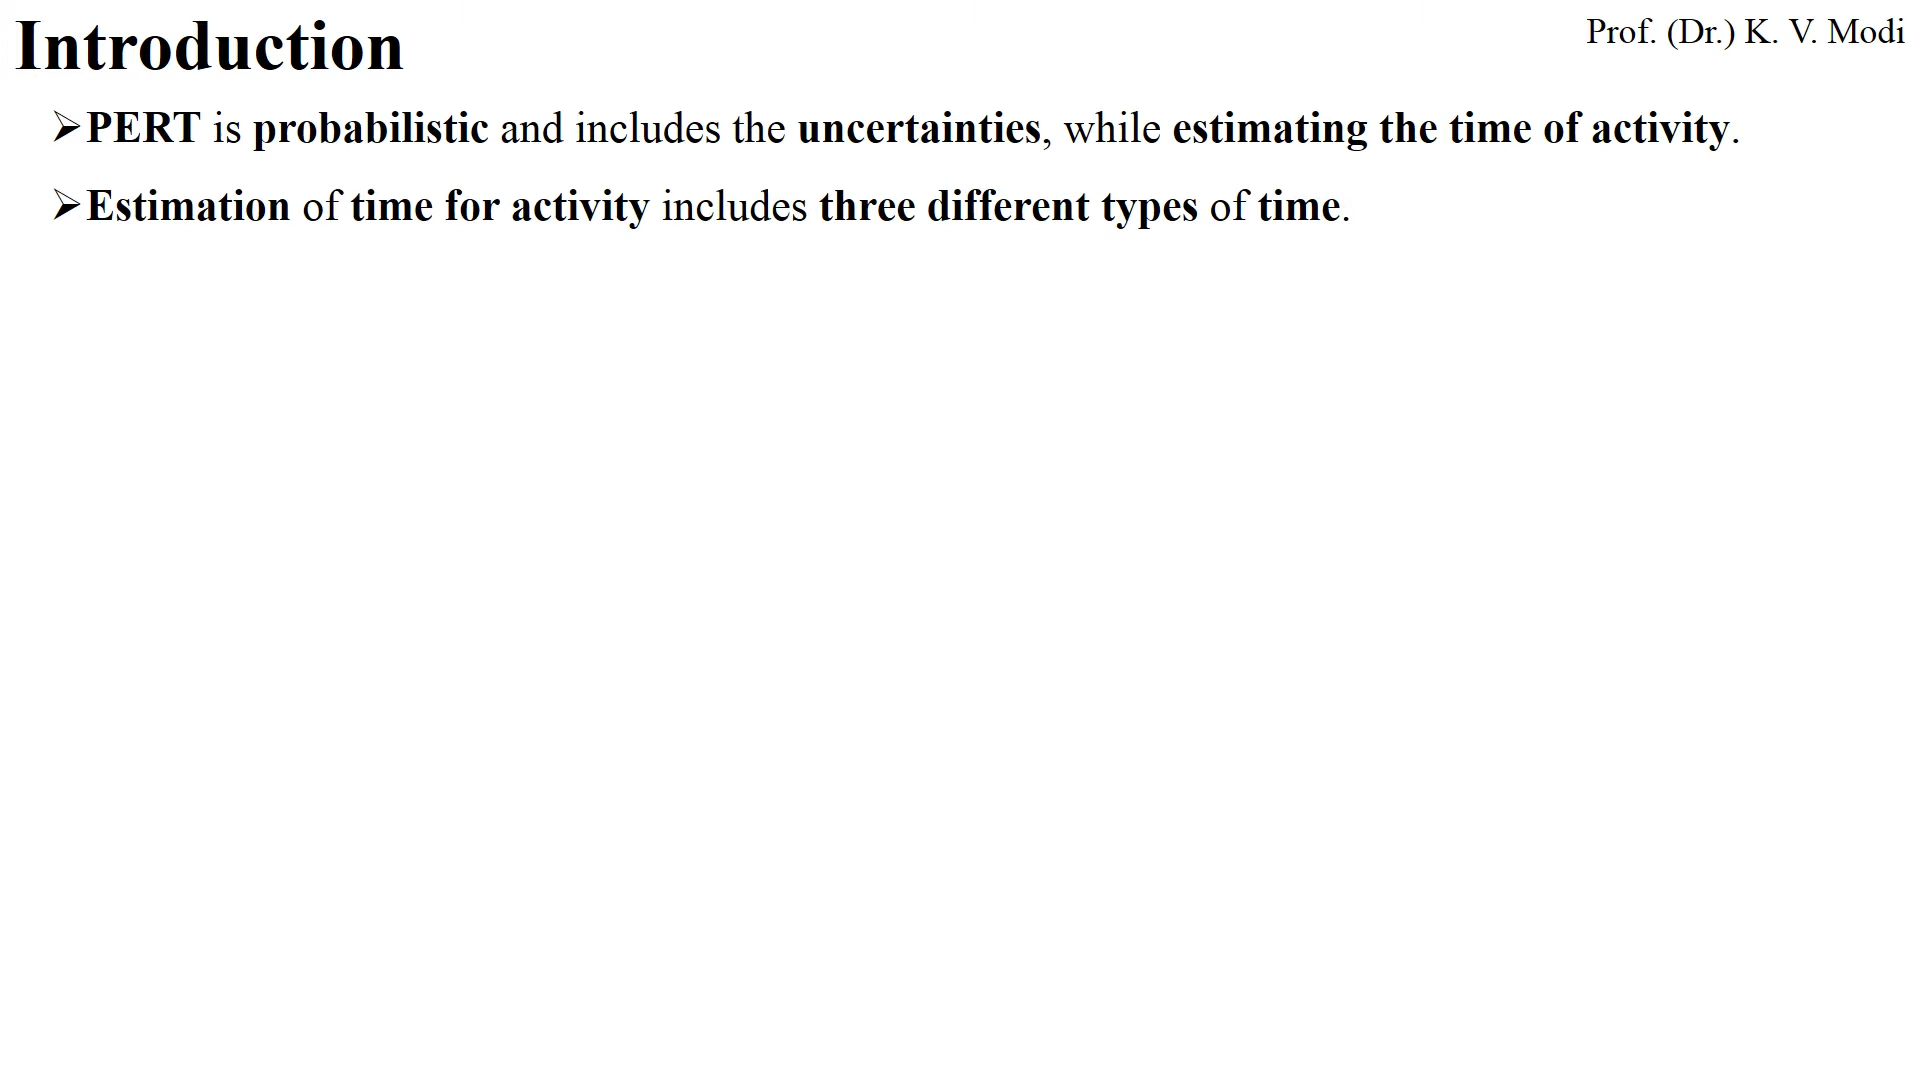 Introduction
Prof. (Dr.) K. V. Modi
➢PERT is probabilistic and includes the uncertainties, while estimating the time of activity.
➢Estimation of time for activity includes three different types of time.